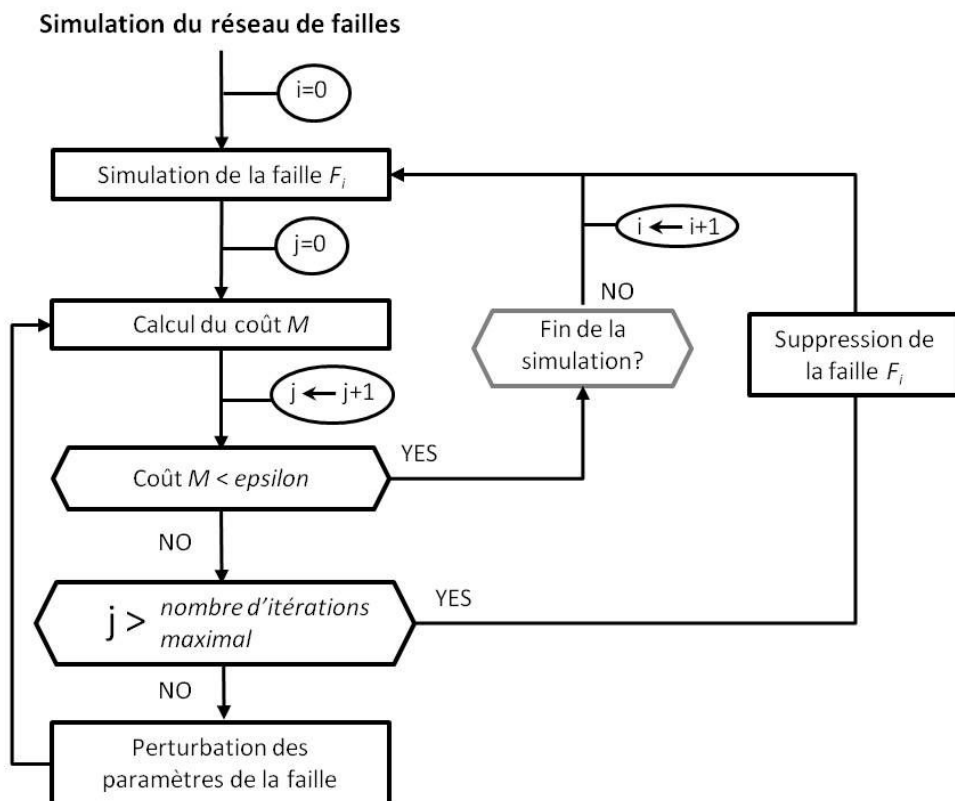 Simulation du réseau de failles
i=0
Simulation de la faille Fi
i ← i+1
j=0
NO
Calcul du coût M
Fin de la
simulation?
Suppression de
la faille Fi
j ← j+1
YES
Coût M < epsilon
NO
j > nombre d'itérations
maximal
YES
NO
Perturbation des
paramètres de la faille